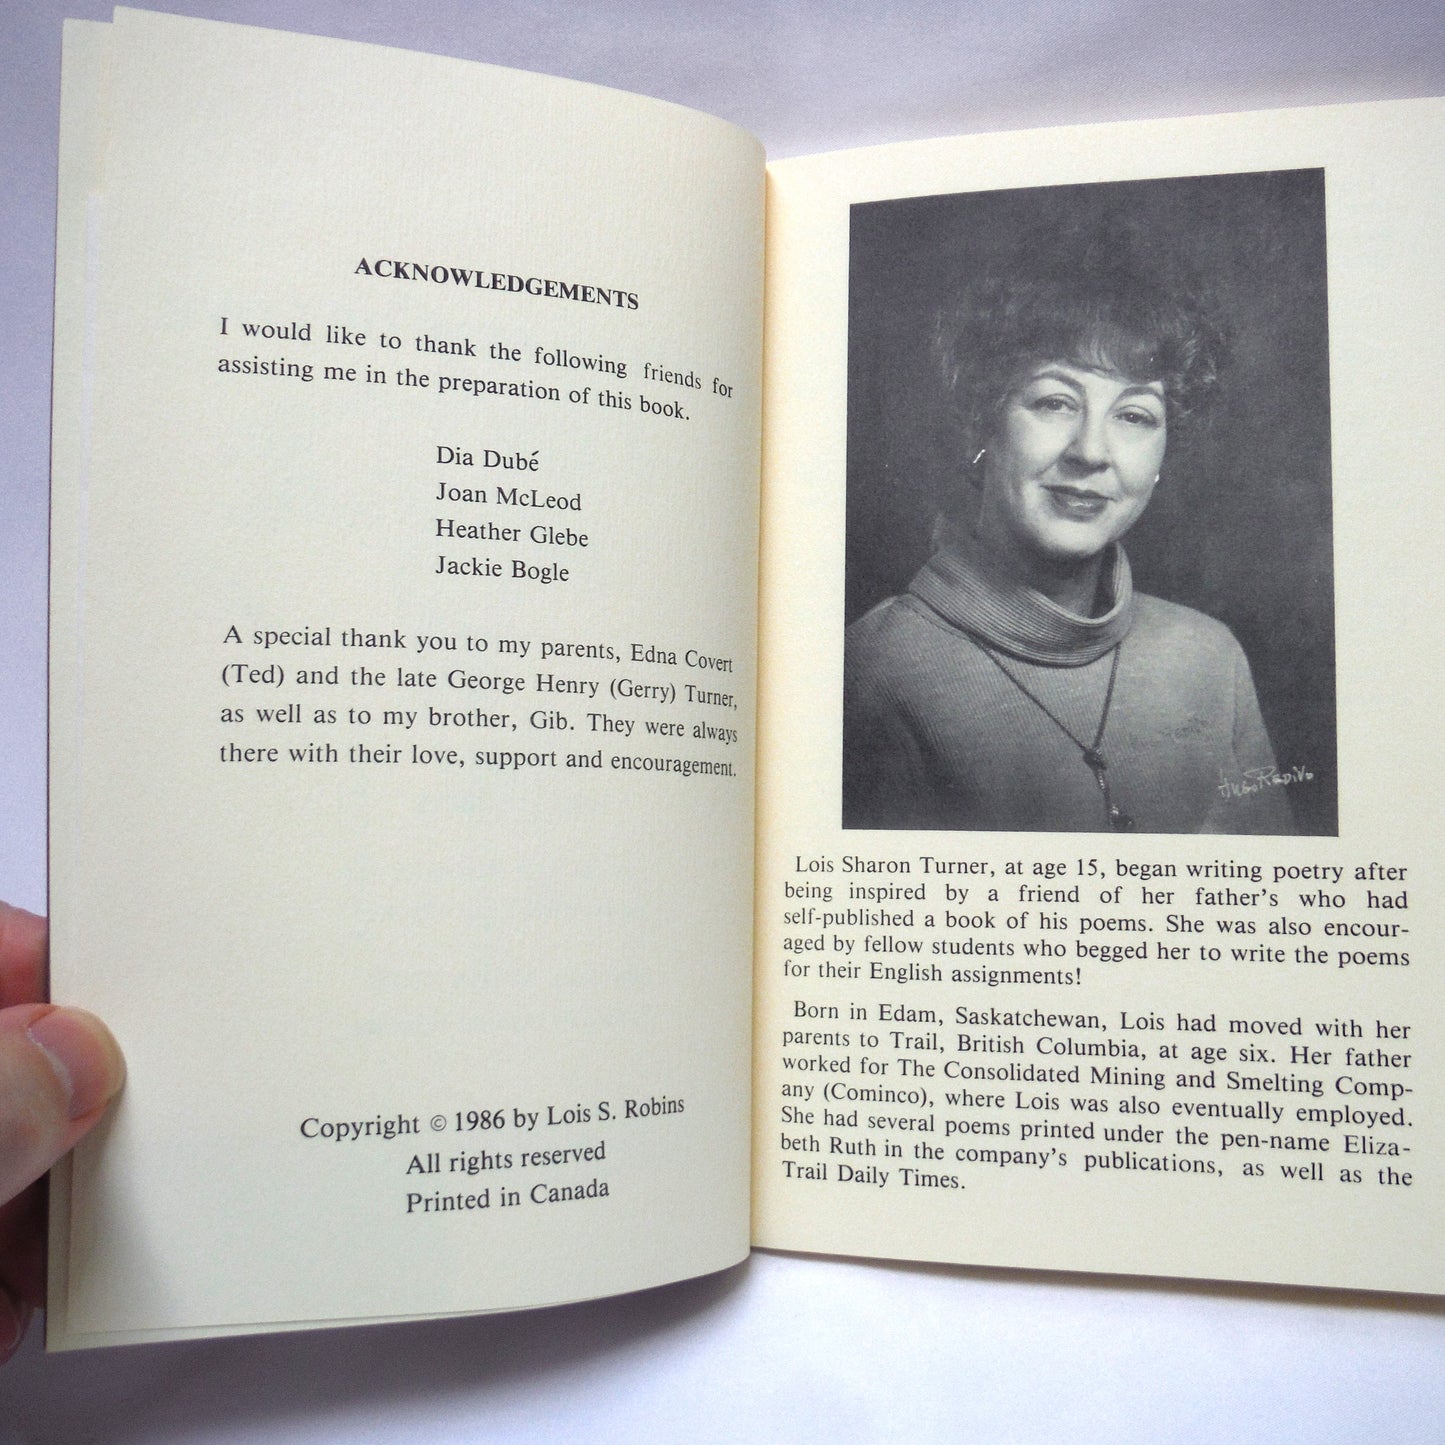 ACKNOWLEDGEMENTS
I would like to thank the following friends for
assisting me in the preparation of this book.
Dia Dubé
Joan McLeod
Heather Glebe
Jackie Bogle
A special thank you to my parents, Edna Covert
(Ted) and the late George Henry (Gerry) Turner,
as well as to my brother, Gib. They were always
there with their love, support and encouragement.
Copyright © 1986 by Lois S. Robins
All rights reserved
Printed in Canada
Hugo Redivo
Lois Sharon Turner, at age 15, began writing poetry after
being inspired by a friend of her father's who had
self-published a book of his poems. She was also encour-
aged by fellow students who begged her to write the poems
for their English assignments!
Born in Edam, Saskatchewan, Lois had moved with her
parents to Trail, British Columbia, at age six. Her father
worked for The Consolidated Mining and Smelting Comp-
any (Cominco), where Lois was also eventually employed.
She had several poems printed under the pen-name Eliza-
beth Ruth in the company's publications, as well as the
Trail Daily Times.